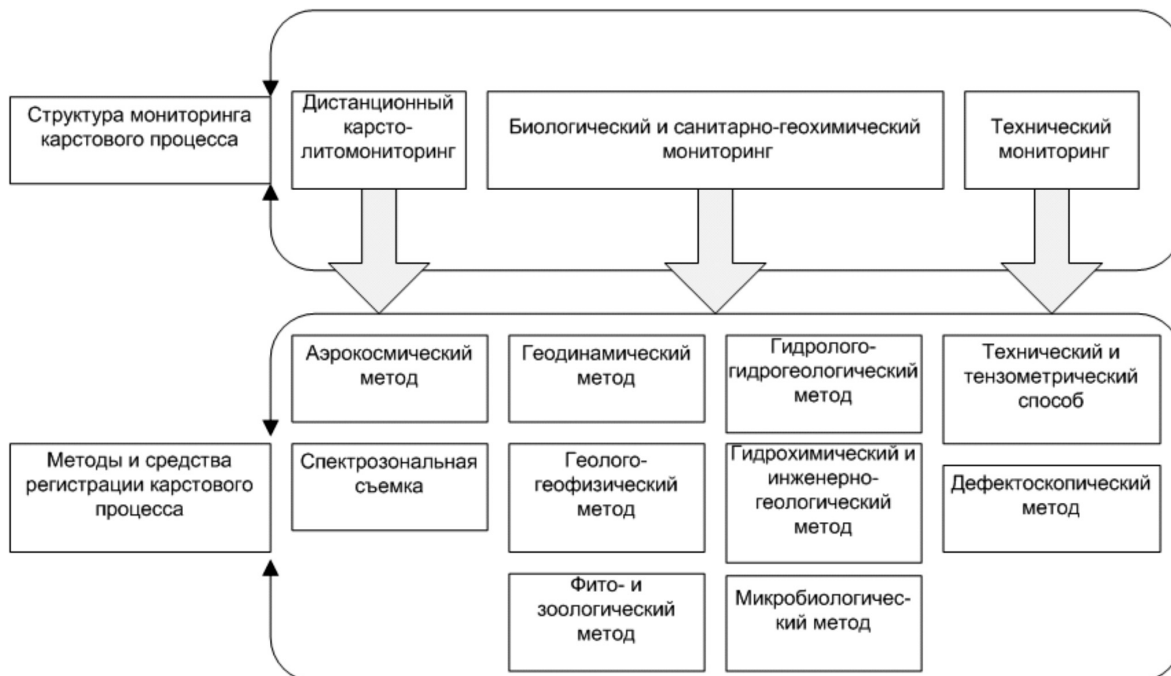 Структура мониторинга
карстового процесса
Дистанционный
карсто-
литомониторинг
Биологический и санитарно-геохимический
мониторинг
Технический
мониторинг
Методы и средства
регистрации карстового
процесса
Аэрокосмический
метод
Геодинамический
метод
Гидролого-
гидрогеологический
метод
Технический и
тензометрический
способ
Спектрозональная
съемка
Геолого-
геофизический
метод
Гидрохимический и
инженерно-
геологический
метод
Дефектоскопический
метод
Фито- и
зоологический
метод
Микробиологичес-
кий метод